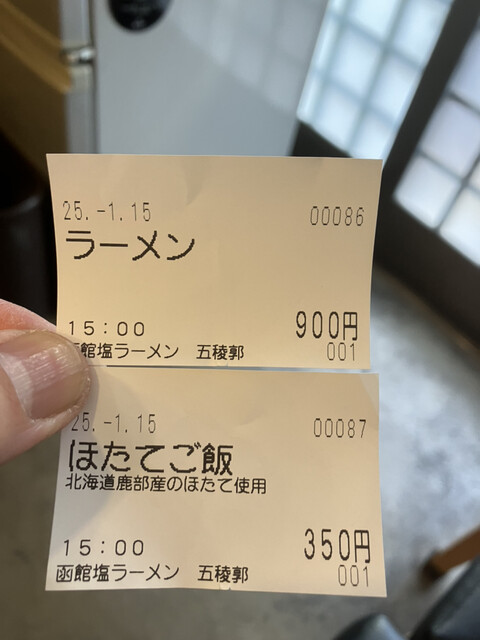 25.-1.15 00086
ラーメン
15:00 900円
館塩ラーメン 五稜郭 001
25.-1.15 00087
ほたてご飯
北海道鹿部産のほたて使用
15:00 350円
函館塩ラーメン 五稜郭 001